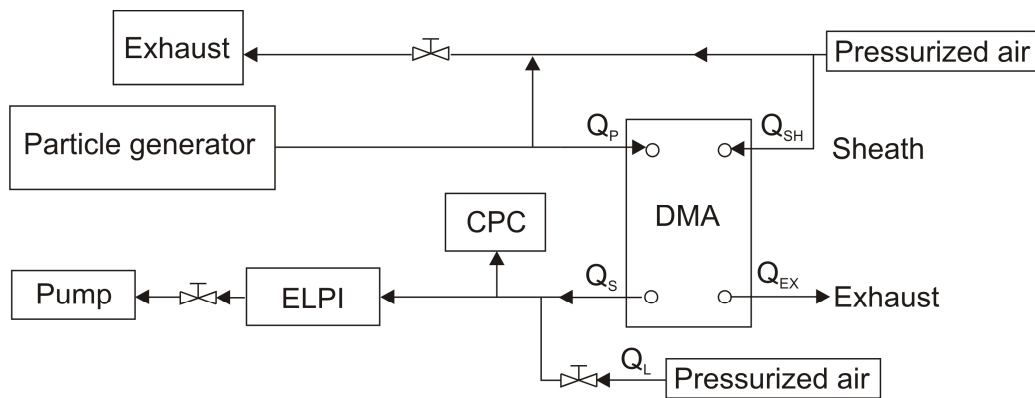 Exhaust
Pressurized air
Particle generator
Q_P
Q_SH
Sheath
DMA
CPC
Pump
ELPI
Q_S
Q_EX
Exhaust
Q_L
Pressurized air